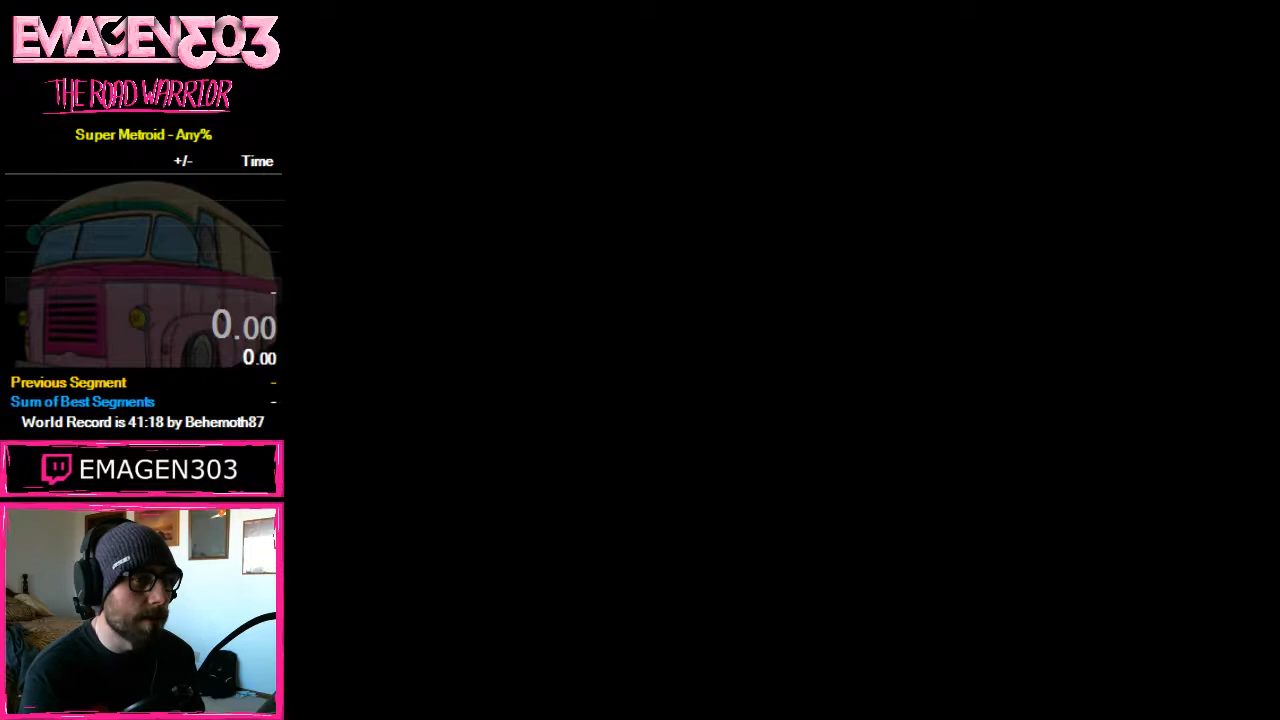 EMAGEN303
THE ROAD WARRIOR
Super Metroid - Any%
+/- Time
-
0.00
0.00
Previous Segment -
Sum of Best Segments -
World Record is 41:18 by Behemoth87
EMAGEN303